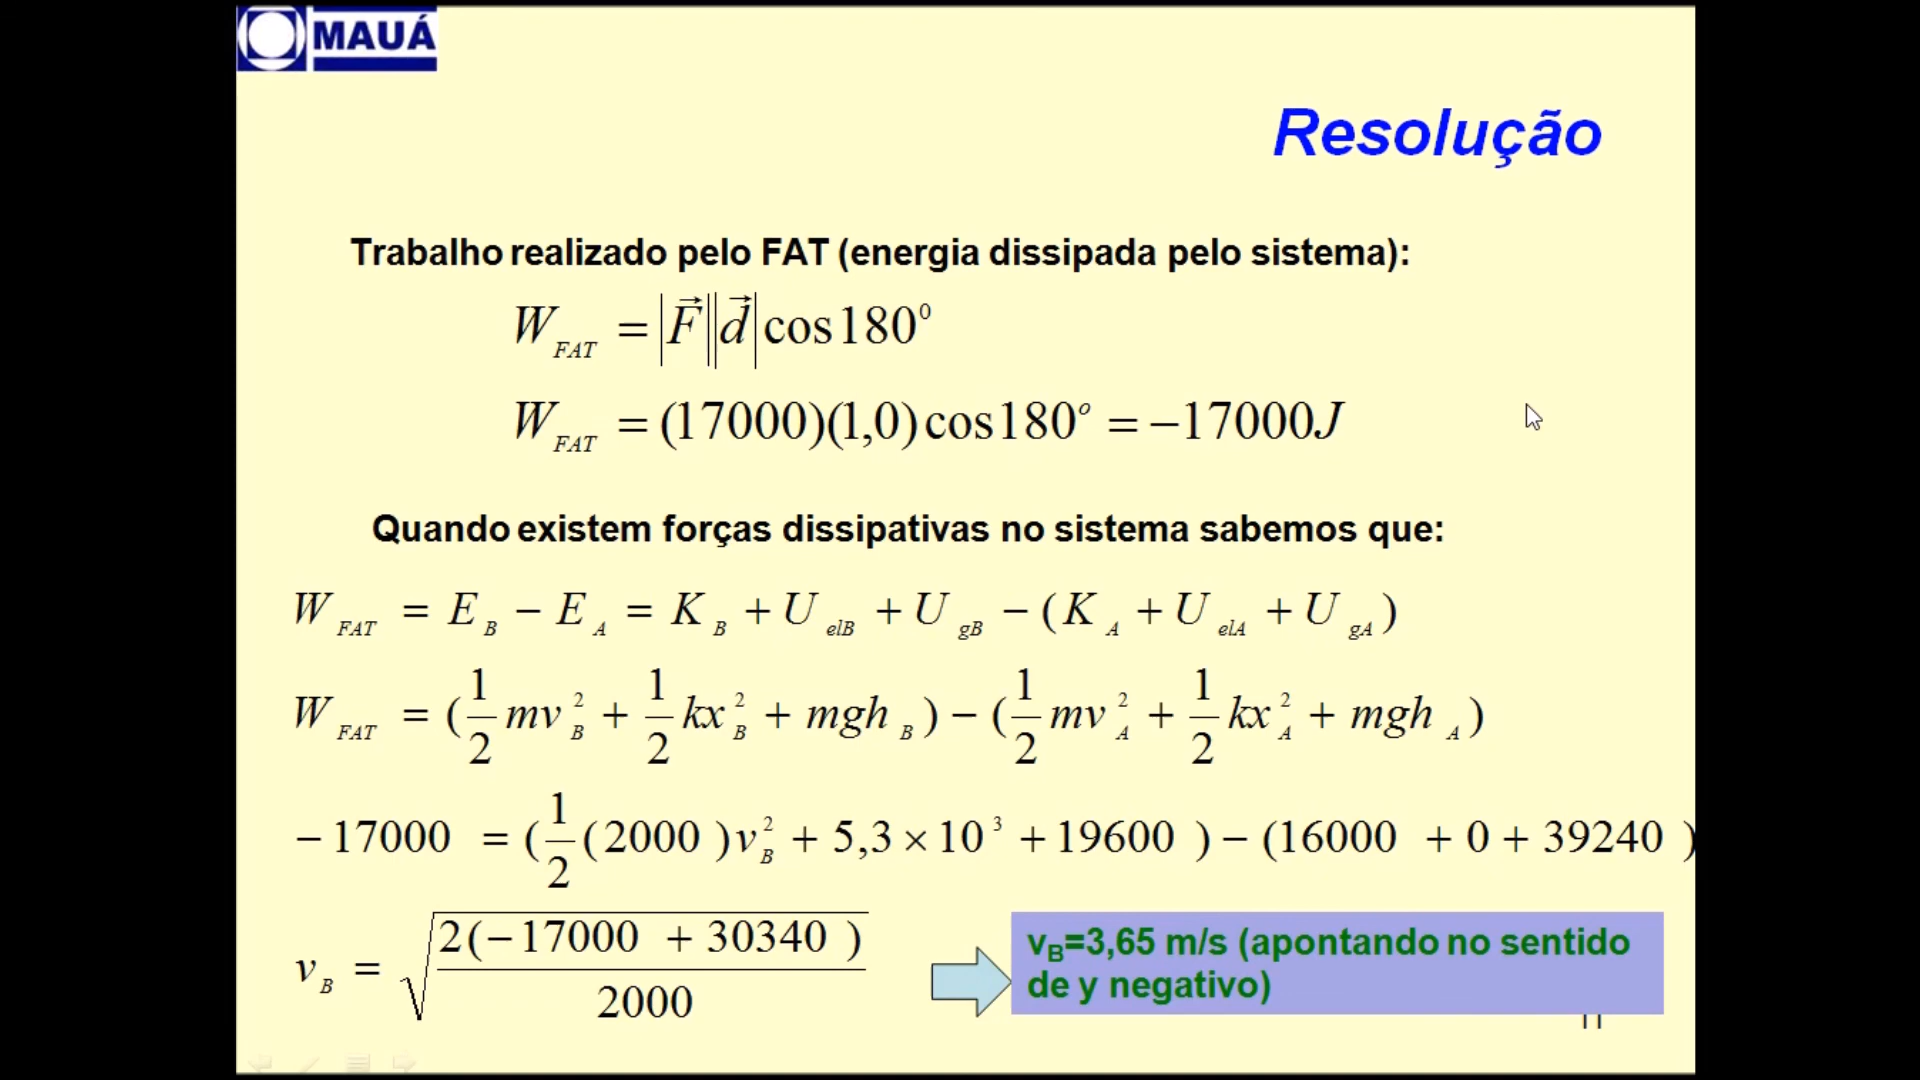 MAUÁ
Resolução
Trabalho realizado pelo FAT (energia dissipada pelo sistema):
W_FAT = |F⃗||d⃗| cos 180⁰
W_FAT = (17000)(1,0) cos 180° = −17000J
Quando existem forças dissipativas no sistema sabemos que:
W_FAT = E_B − E_A = K_B + U_elB + U_gB − (K_A + U_elA + U_gA)
W_FAT = (1/2 mv_B² + 1/2 kx_B² + mgh_B) − (1/2 mv_A² + 1/2 kx_A² + mgh_A)
−17000 = (1/2 (2000)v_B² + 5,3 × 10³ + 19600) − (16000 + 0 + 39240)
v_B = √(2(−17000 + 30340) / 2000)
v_B=3,65 m/s (apontando no sentido
de y negativo)
11